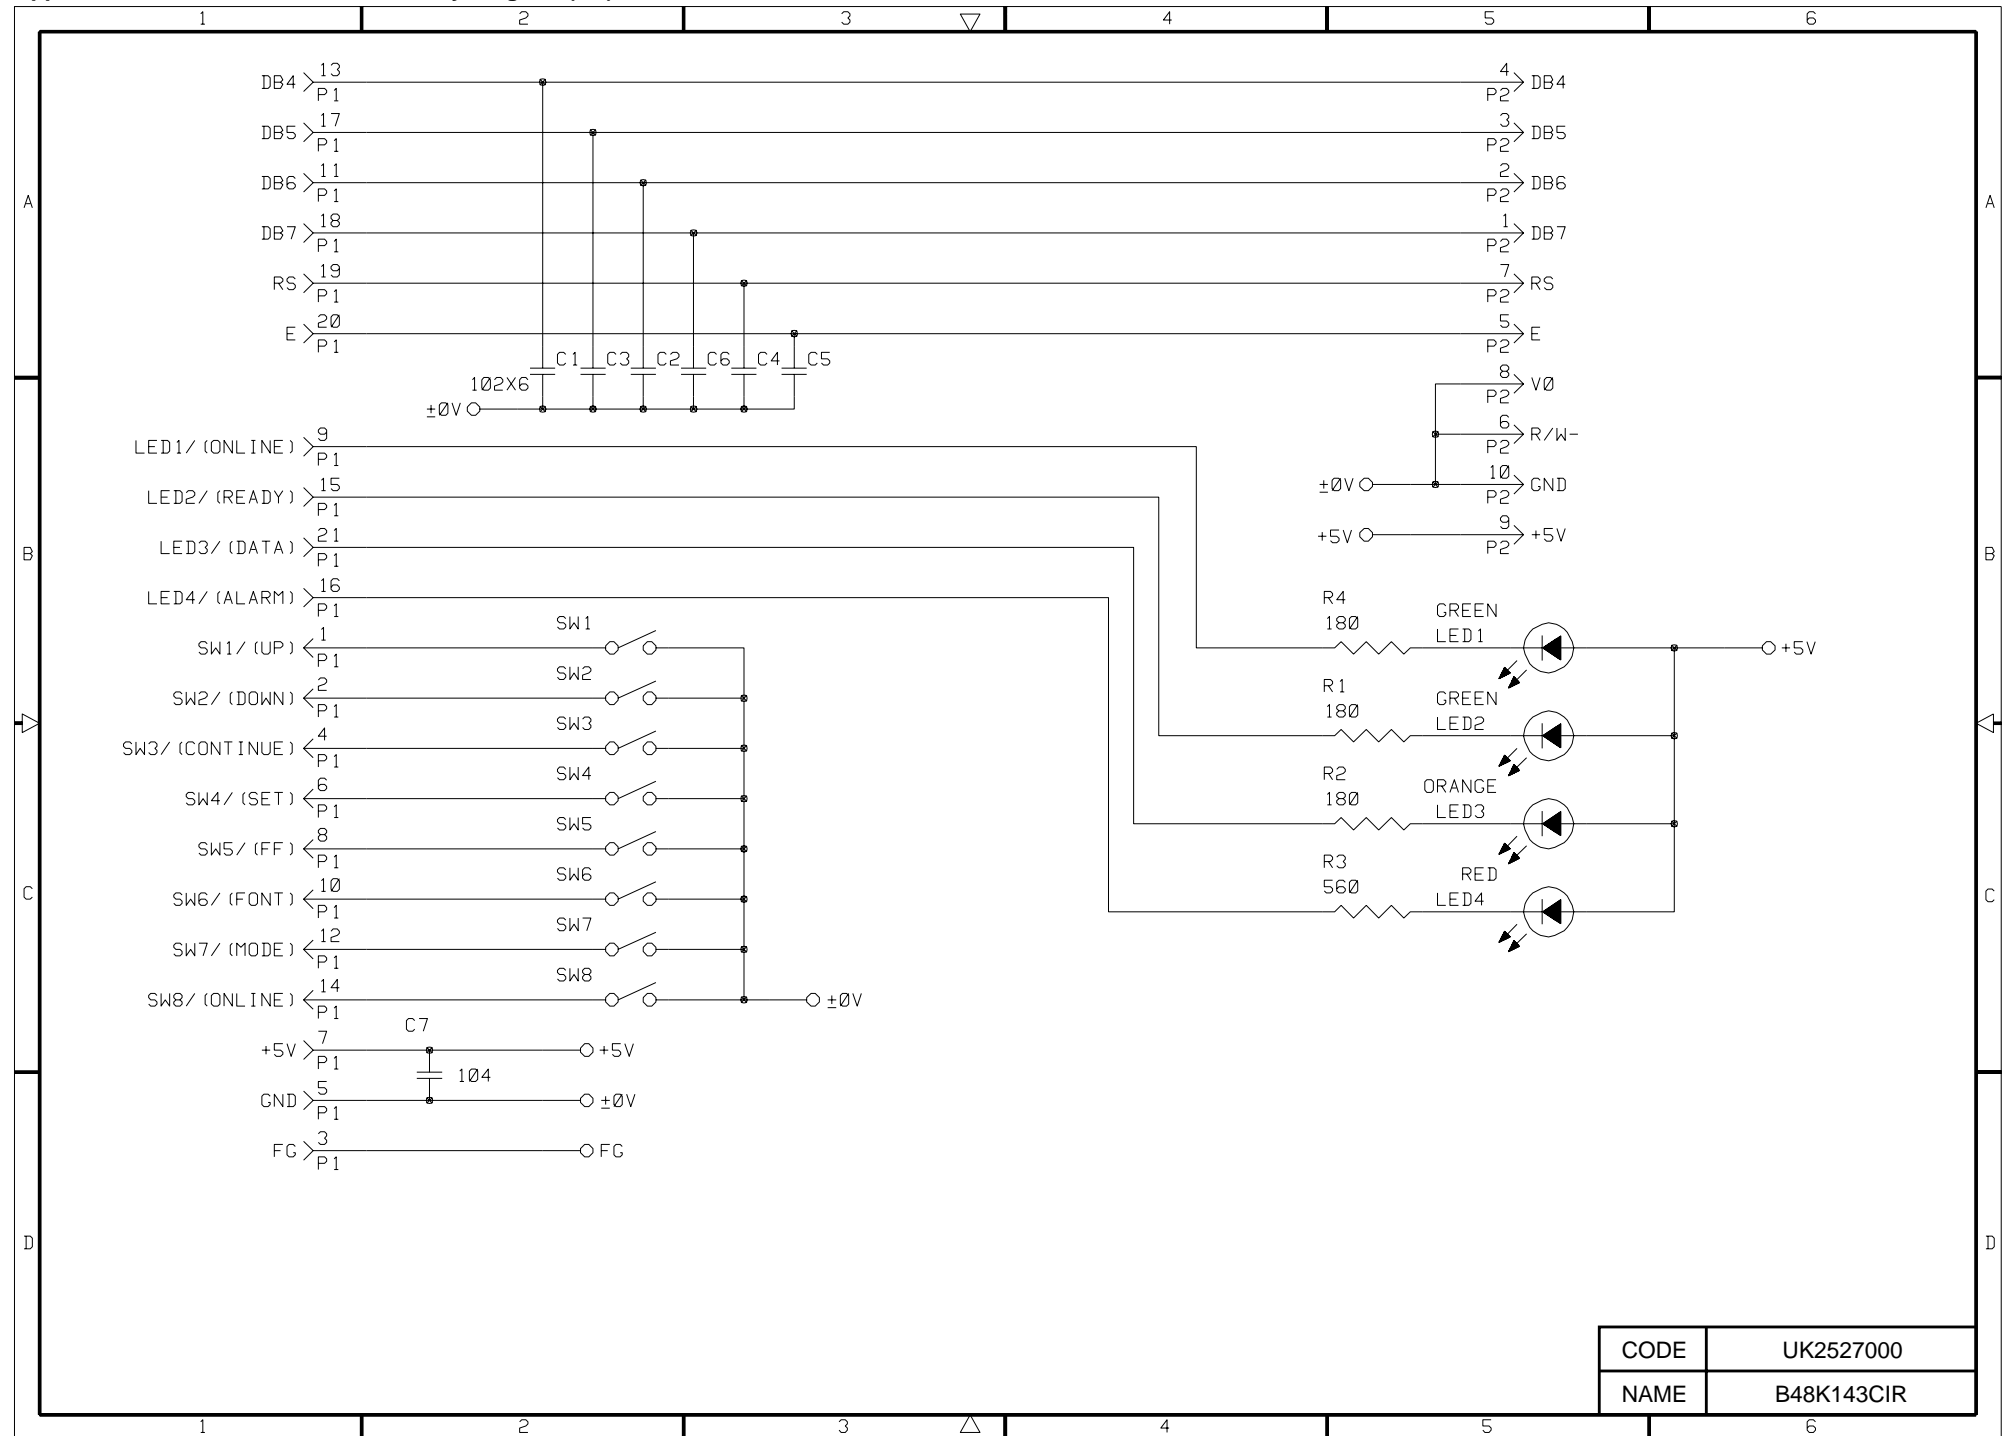 1 2 3 4 5 6
DB4 13 P1 4 P2 DB4
DB5 17 P1 3 P2 DB5
DB6 11 P1 2 P2 DB6
A A
DB7 18 P1 1 P2 DB7
RS 19 P1 7 P2 RS
E 20 P1 5 P2 E
C1 C3 C2 C6 C4 C5
102X6
8 P2 VØ
±ØV
6 P2 R/W-
LED1/(ONLINE) 9 P1
±ØV 10 P2 GND
LED2/(READY) 15 P1
+5V 9 P2 +5V
LED3/(DATA) 21 P1
B B
LED4/(ALARM) 16 P1
R4 180 GREEN LED1
SW1/(UP) 1 P1 SW1
+5V
SW2/(DOWN) 2 P1 SW2
R1 180 GREEN LED2
SW3/(CONTINUE) 4 P1 SW3
SW4/(SET) 6 P1 SW4
R2 180 ORANGE LED3
SW5/(FF) 8 P1 SW5
R3 560 RED LED4
SW6/(FONT) 10 P1 SW6
C C
SW7/(MODE) 12 P1 SW7
SW8/(ONLINE) 14 P1 SW8 ±ØV
C7
+5V 7 P1 +5V
104
GND 5 P1 ±ØV
FG 3 P1 FG
D D
CODE UK2527000
NAME B48K143CIR
1 2 3 4 5 6